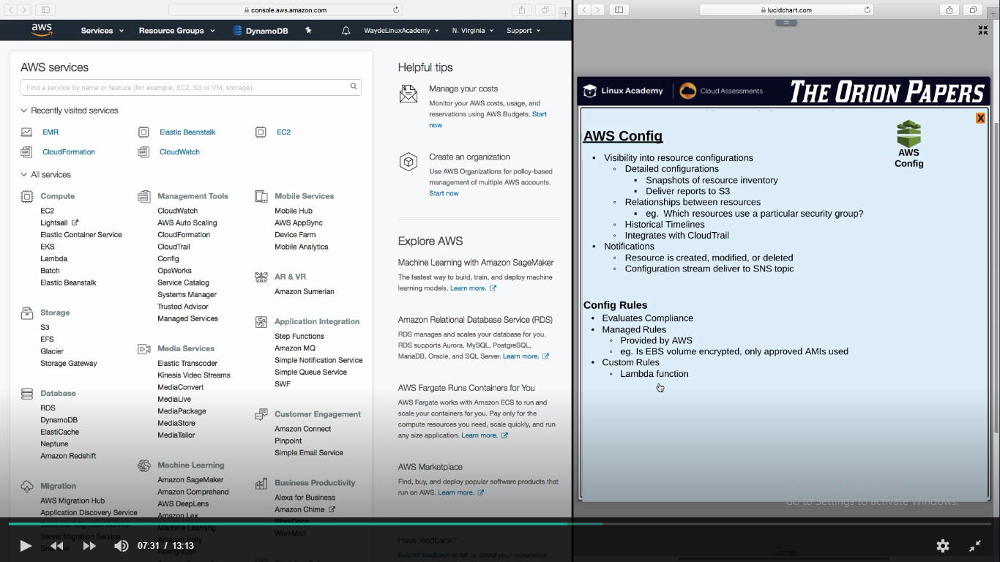 console.aws.amazon.com
lucidchart.com
aws
Services
Resource Groups
DynamoDB
WaydeLinuxAcademy
N. Virginia
Support
AWS services
Find a service by name or feature (for example, EC2, S3 or VM, storage).
Recently visited services
EMR
Elastic Beanstalk
EC2
CloudFormation
CloudWatch
All services
Compute
EC2
Lightsail
Elastic Container Service
EKS
Lambda
Batch
Elastic Beanstalk
Storage
S3
EFS
Glacier
Storage Gateway
Database
RDS
DynamoDB
ElastiCache
Neptune
Amazon Redshift
Migration
AWS Migration Hub
Application Discovery Service
Database Migration Service
Server Migration Service
Management Tools
CloudWatch
AWS Auto Scaling
CloudFormation
CloudTrail
Config
OpsWorks
Service Catalog
Systems Manager
Trusted Advisor
Managed Services
Media Services
Elastic Transcoder
Kinesis Video Streams
MediaConvert
MediaLive
MediaPackage
MediaStore
MediaTailor
Machine Learning
Amazon SageMaker
Amazon Comprehend
AWS DeepLens
Amazon Lex
Machine Learning
Amazon Polly
Rekognition
Mobile Services
Mobile Hub
AWS AppSync
Device Farm
Mobile Analytics
AR & VR
Amazon Sumerian
Application Integration
Step Functions
Amazon MQ
Simple Notification Service
Simple Queue Service
SWF
Customer Engagement
Amazon Connect
Pinpoint
Simple Email Service
Business Productivity
Alexa for Business
Amazon Chime
WorkDocs
WorkMail
Helpful tips
Manage your costs
Monitor your AWS costs, usage, and
reservations using AWS Budgets. Start
now
Create an organization
Use AWS Organizations for policy-based
management of multiple AWS accounts.
Start now
Explore AWS
Machine Learning with Amazon SageMaker
The fastest way to build, train, and deploy machine
learning models. Learn more.
Amazon Relational Database Service (RDS)
RDS manages and scales your database for you.
RDS supports Aurora, MySQL, PostgreSQL,
MariaDB, Oracle, and SQL Server. Learn more.
AWS Fargate Runs Containers for You
AWS Fargate works with Amazon ECS to run and
scale your containers for you. Pay only for the
compute resources you need, scale quickly, and run
any size application. Learn more.
AWS Marketplace
Find, buy, and deploy popular software products that
run on AWS. Learn more.
Have feedback?
Submit feedback to tell us about your experience
Linux Academy
Cloud Assessments
THE ORION PAPERS
X
AWS Config
AWS
Config
• Visibility into resource configurations
◦ Detailed configurations
▪ Snapshots of resource inventory
▪ Deliver reports to S3
◦ Relationships between resources
▪ eg. Which resources use a particular security group?
◦ Historical Timelines
◦ Integrates with CloudTrail
• Notifications
◦ Resource is created, modified, or deleted
◦ Configuration stream deliver to SNS topic
Config Rules
• Evaluates Compliance
• Managed Rules
◦ Provided by AWS
◦ eg. Is EBS volume encrypted, only approved AMIs used
• Custom Rules
◦ Lambda function
Go to Settings to activate Windows.
07:31 / 13:13